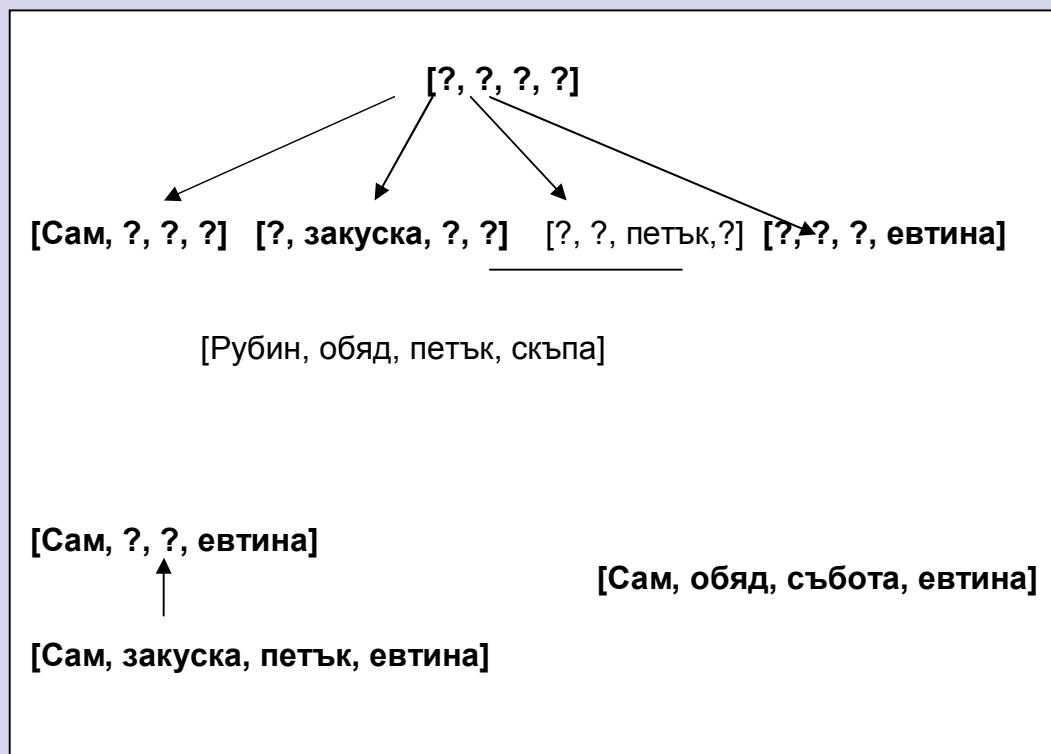 [?, ?, ?, ?]
[Сам, ?, ?, ?] [?, закуска, ?, ?] [?, ?, петък,?] [?, ?, ?, евтина]
[Рубин, обяд, петък, скъпа]
[Сам, ?, ?, евтина]
[Сам, обяд, събота, евтина]
[Сам, закуска, петък, евтина]